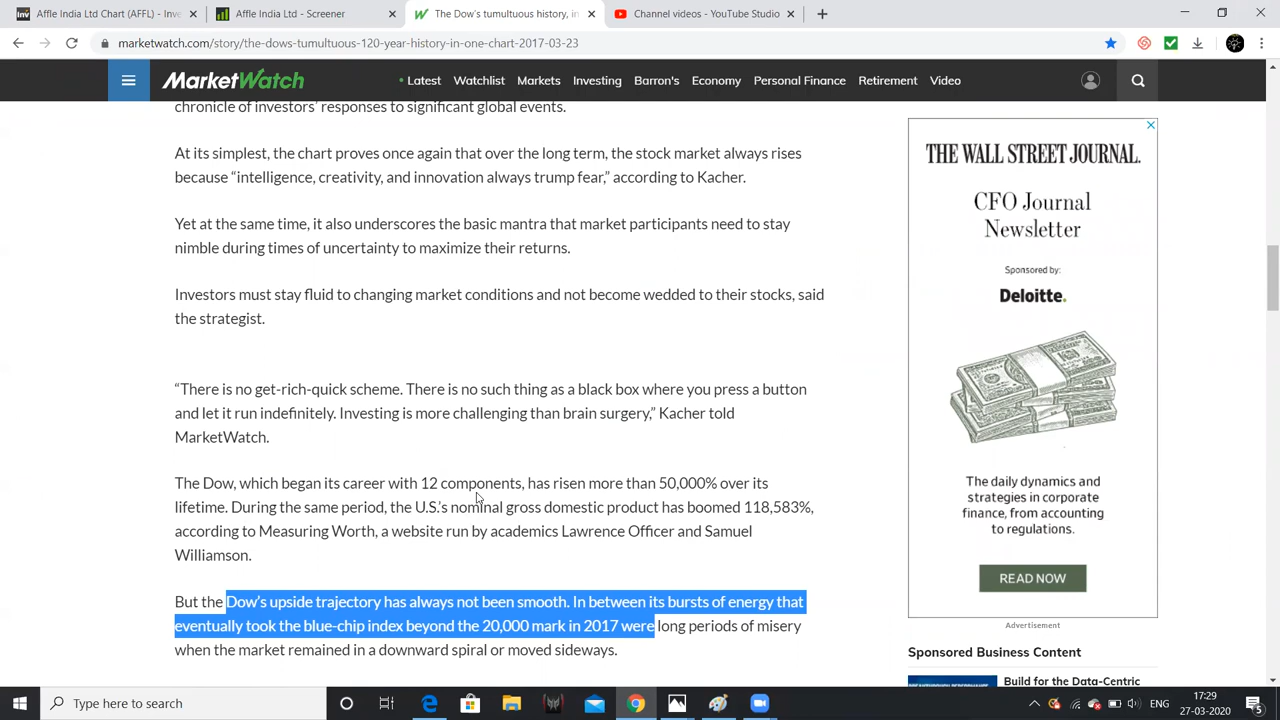 Affle India Ltd Chart (AFFL) - Inve
Affle India Ltd - Screener
The Dow's tumultuous history, in
Channel videos - YouTube Studio
marketwatch.com/story/the-dows-tumultuous-120-year-history-in-one-chart-2017-03-23
MarketWatch
Latest Watchlist Markets Investing Barron's Economy Personal Finance Retirement Video
chronicle of investors' responses to significant global events.
At its simplest, the chart proves once again that over the long term, the stock market always rises
because “intelligence, creativity, and innovation always trump fear,” according to Kacher.
Yet at the same time, it also underscores the basic mantra that market participants need to stay
nimble during times of uncertainty to maximize their returns.
Investors must stay fluid to changing market conditions and not become wedded to their stocks, said
the strategist.
“There is no get-rich-quick scheme. There is no such thing as a black box where you press a button
and let it run indefinitely. Investing is more challenging than brain surgery,” Kacher told
MarketWatch.
The Dow, which began its career with 12 components, has risen more than 50,000% over its
lifetime. During the same period, the U.S.'s nominal gross domestic product has boomed 118,583%,
according to Measuring Worth, a website run by academics Lawrence Officer and Samuel
Williamson.
But the Dow's upside trajectory has always not been smooth. In between its bursts of energy that
eventually took the blue-chip index beyond the 20,000 mark in 2017 were long periods of misery
when the market remained in a downward spiral or moved sideways.
THE WALL STREET JOURNAL.
CFO Journal
Newsletter
Sponsored by:
Deloitte.
The daily dynamics and
strategies in corporate
finance, from accounting
to regulations.
READ NOW
Advertisement
Sponsored Business Content
Build for the Data-Centric
Type here to search
ENG
17:29
27-03-2020
5